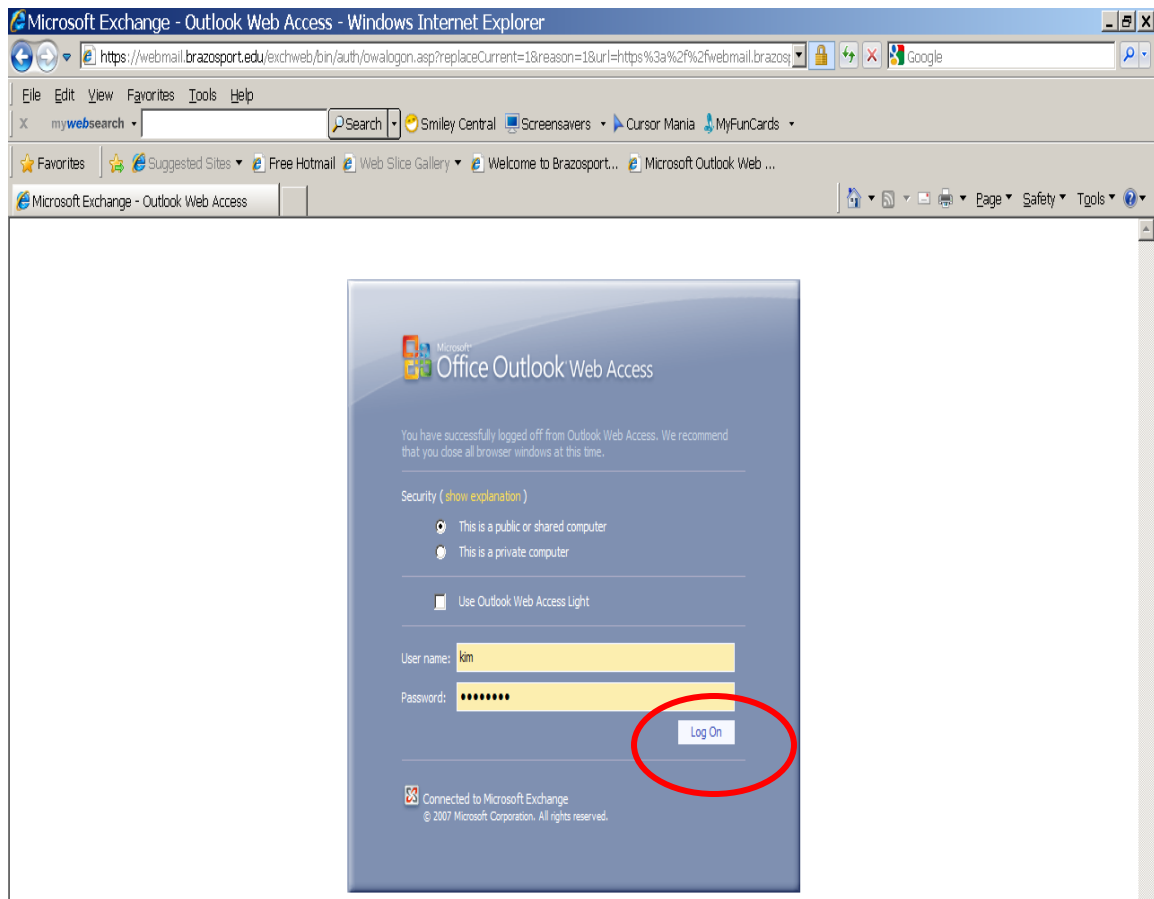 Microsoft Exchange - Outlook Web Access - Windows Internet Explorer
https://webmail.brazosport.edu/exchweb/bin/auth/owalogon.asp?replaceCurrent=1&reason=1&url=https%3a%2f%2fwebmail.brazos
Google
File Edit View Favorites Tools Help
X mywebsearch Search Smiley Central Screensavers Cursor Mania MyFunCards
Favorites Suggested Sites Free Hotmail Web Slice Gallery Welcome to Brazosport... Microsoft Outlook Web ...
Microsoft Exchange - Outlook Web Access Page Safety Tools
Microsoft
Office Outlook Web Access
You have successfully logged off from Outlook Web Access. We recommend
that you close all browser windows at this time.
Security ( show explanation )
This is a public or shared computer
This is a private computer
Use Outlook Web Access Light
User name: kim
Password: ••••••••
Log On
Connected to Microsoft Exchange
© 2007 Microsoft Corporation. All rights reserved.